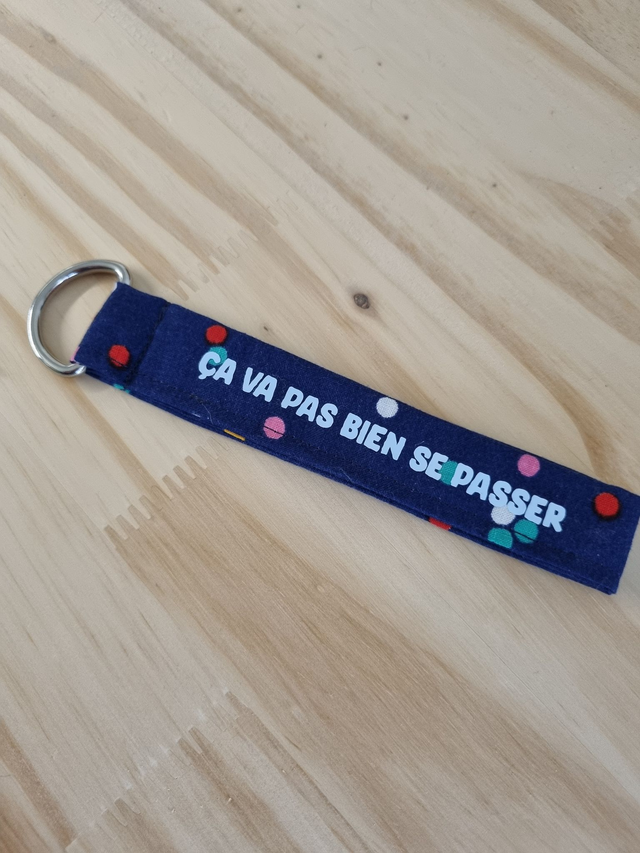 ÇA VA PAS BIEN SE PASSER